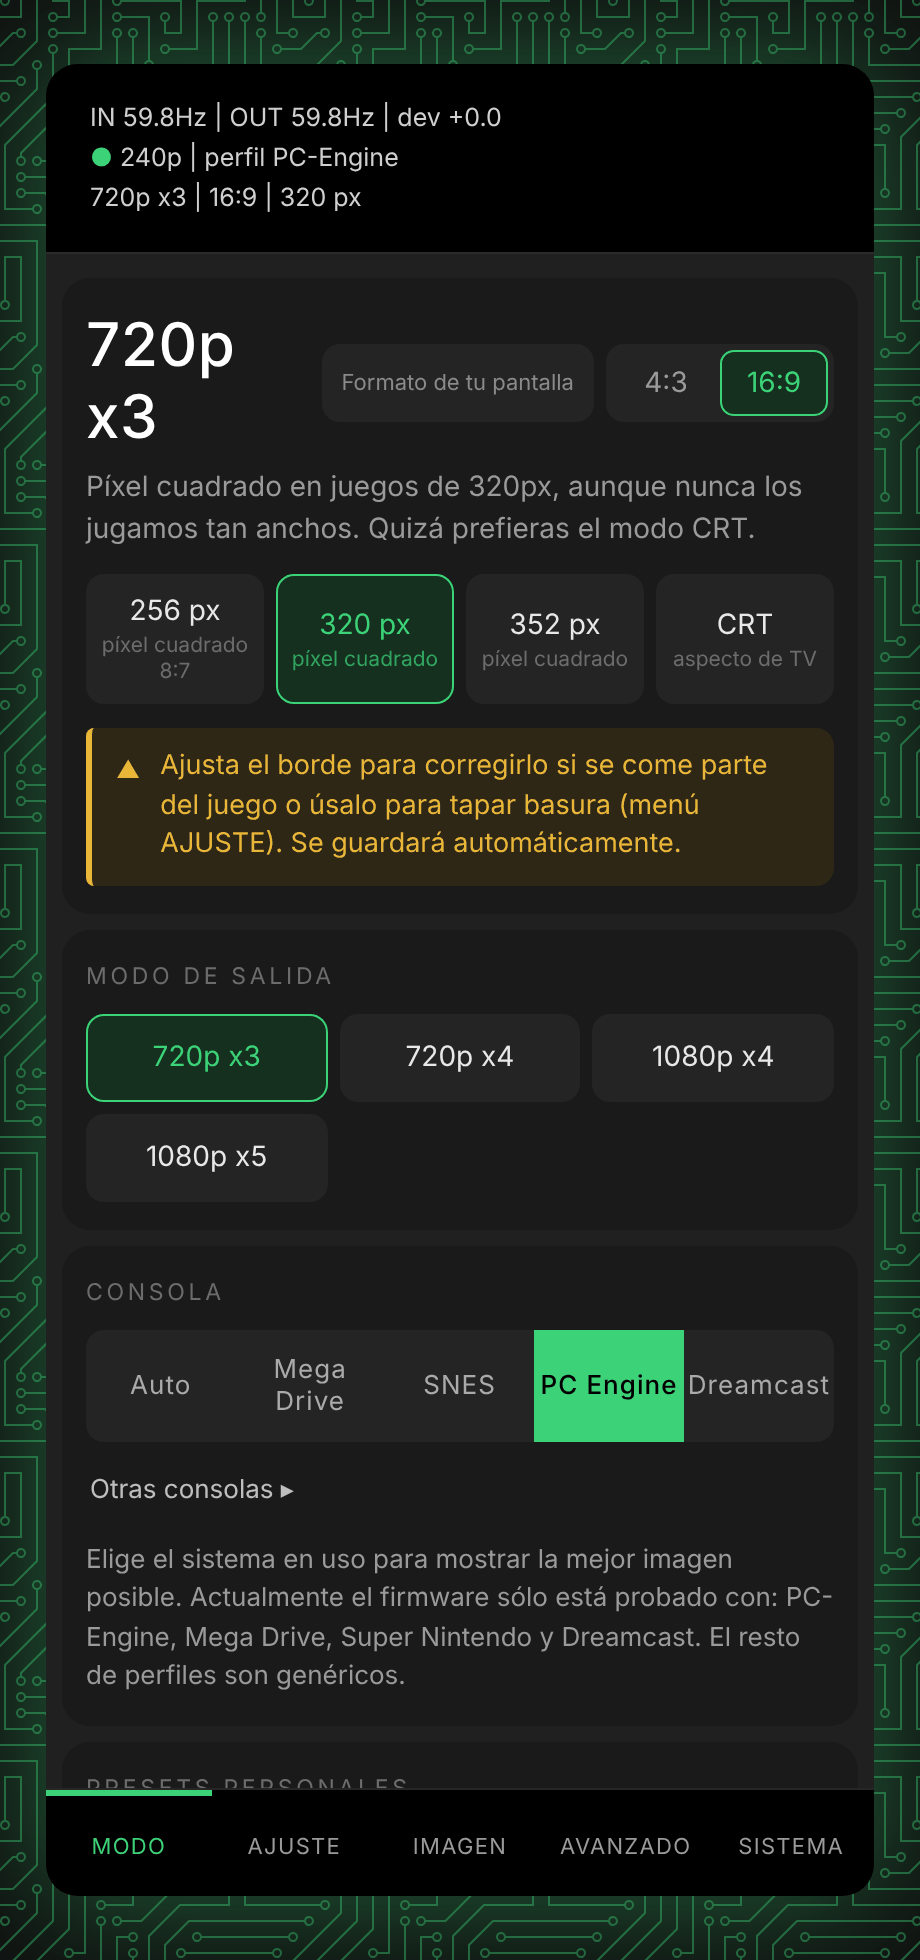 IN 59.8Hz | OUT 59.8Hz | dev +0.0
240p | perfil PC-Engine
720p x3 | 16:9 | 320 px
720p
x3
Formato de tu pantalla
4:3
16:9
Píxel cuadrado en juegos de 320px, aunque nunca los
jugamos tan anchos. Quizá prefieras el modo CRT.
256 px
píxel cuadrado
8:7
320 px
píxel cuadrado
352 px
píxel cuadrado
CRT
aspecto de TV
Ajusta el borde para corregirlo si se come parte
del juego o úsalo para tapar basura (menú
AJUSTE). Se guardará automáticamente.
MODO DE SALIDA
720p x3
720p x4
1080p x4
1080p x5
CONSOLA
Auto
Mega
Drive
SNES
PC Engine
Dreamcast
Otras consolas ▸
Elige el sistema en uso para mostrar la mejor imagen
posible. Actualmente el firmware sólo está probado con: PC-
Engine, Mega Drive, Super Nintendo y Dreamcast. El resto
de perfiles son genéricos.
PRESETS PERSONALES
MODO
AJUSTE
IMAGEN
AVANZADO
SISTEMA